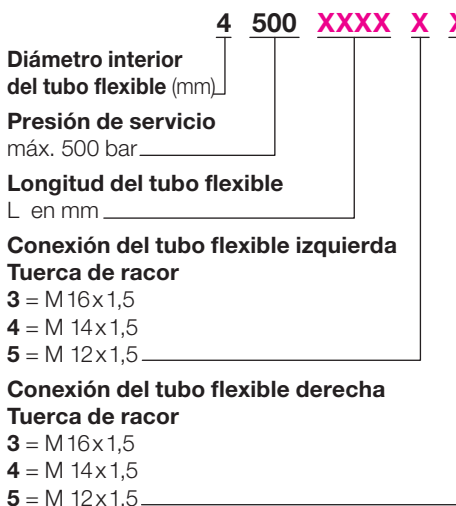 4 500 XXXX X X
Diámetro interior
del tubo flexible (mm)
Presión de servicio
máx. 500 bar
Longitud del tubo flexible
L en mm
Conexión del tubo flexible izquierda
Tuerca de racor
3 = M 16 x 1,5
4 = M 14 x 1,5
5 = M 12 x 1,5
Conexión del tubo flexible derecha
Tuerca de racor
3 = M 16 x 1,5
4 = M 14 x 1,5
5 = M 12 x 1,5